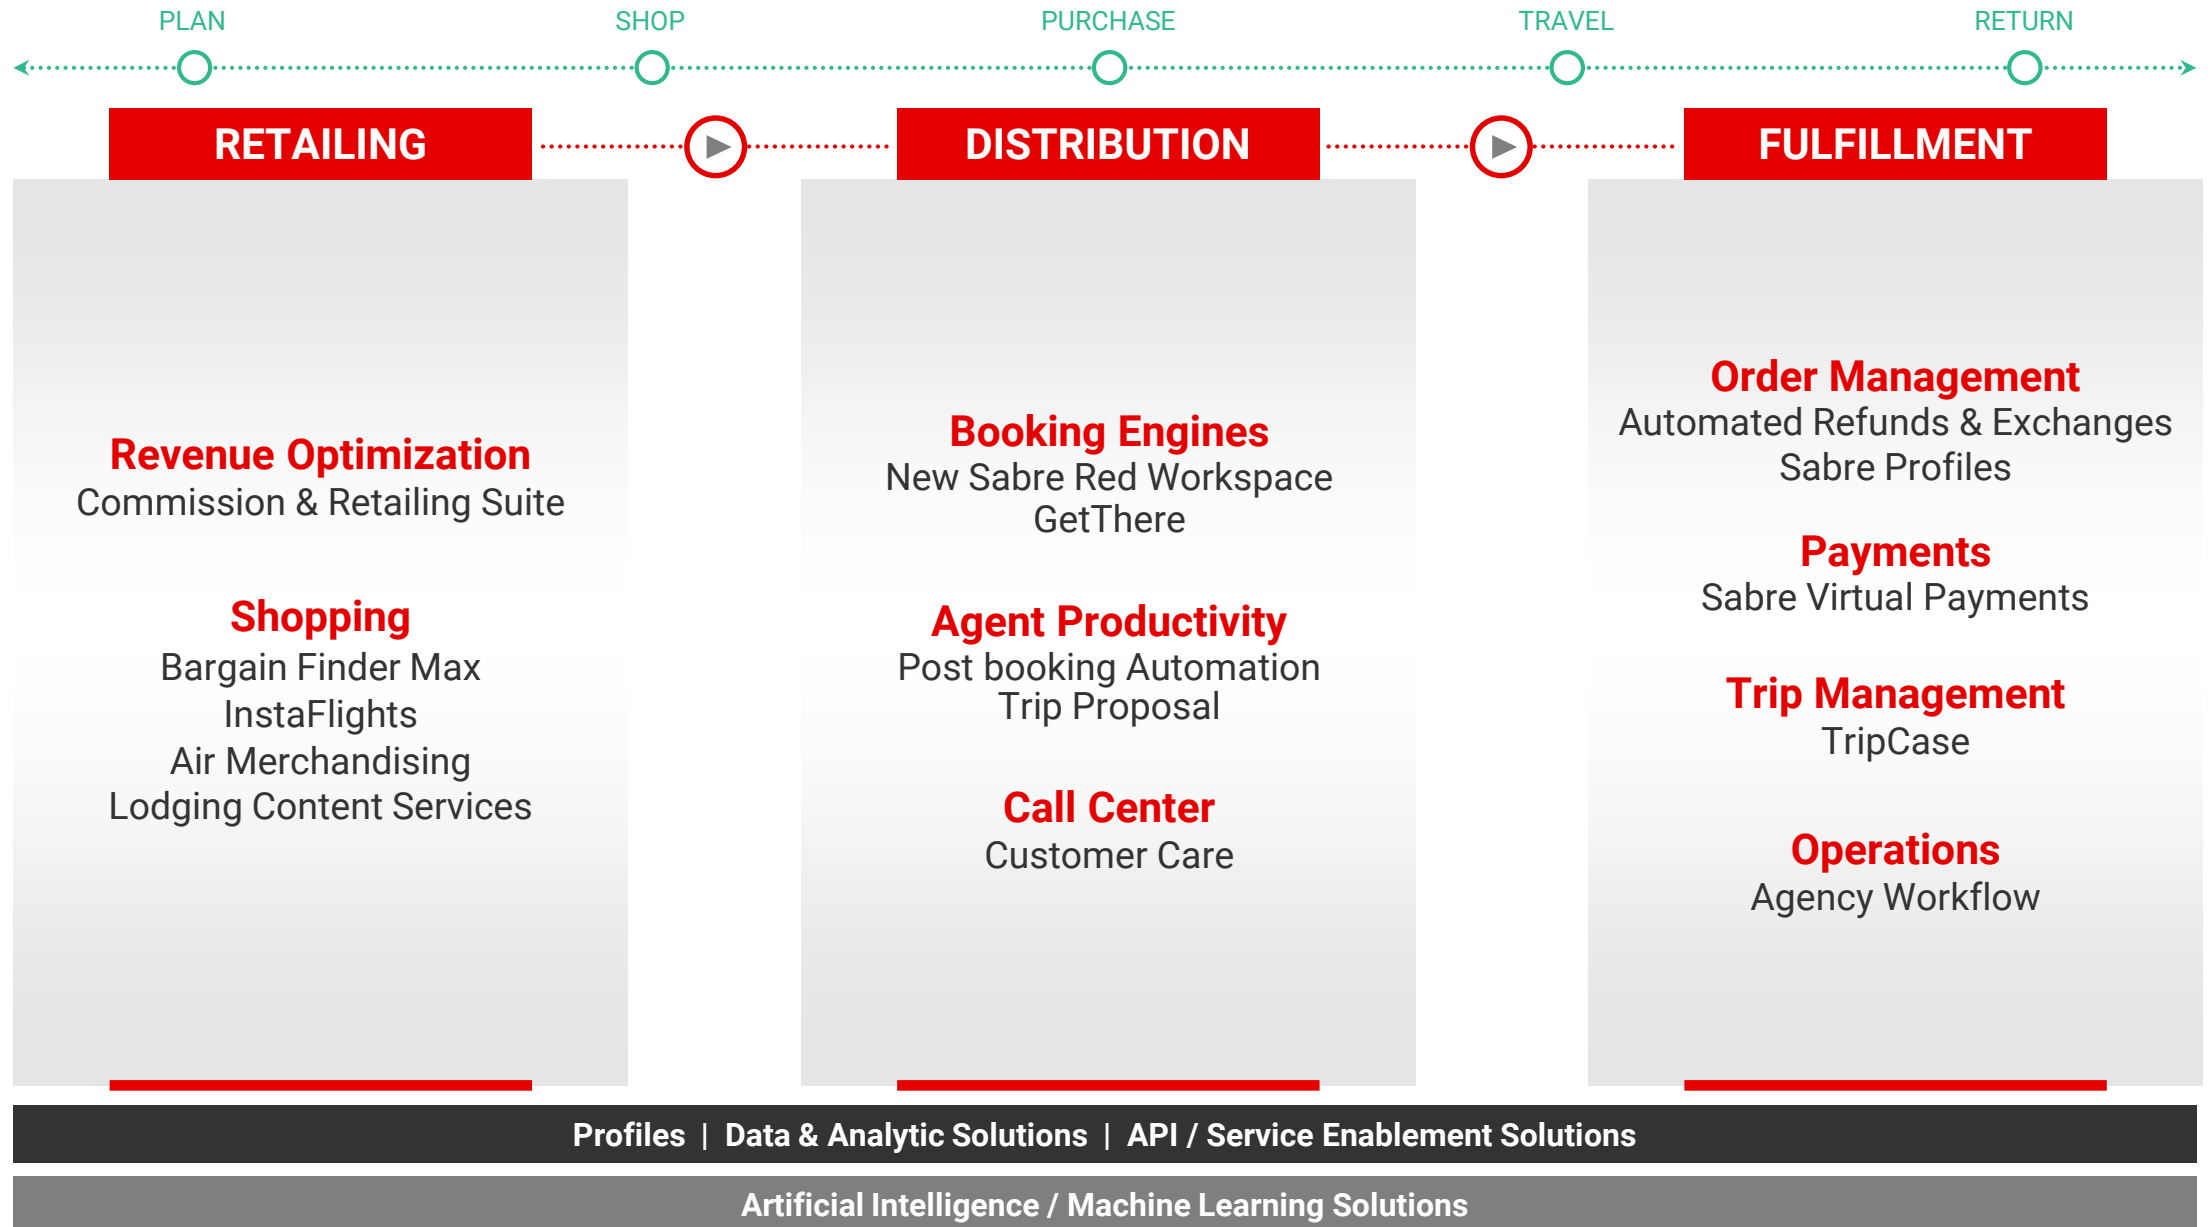 PLAN
SHOP
PURCHASE
TRAVEL
RETURN
RETAILING
DISTRIBUTION
FULFILLMENT
Revenue Optimization
Commission & Retailing Suite
Shopping
Bargain Finder Max
InstaFlights
Air Merchandising
Lodging Content Services
Booking Engines
New Sabre Red Workspace
GetThere
Agent Productivity
Post booking Automation
Trip Proposal
Call Center
Customer Care
Order Management
Automated Refunds & Exchanges
Sabre Profiles
Payments
Sabre Virtual Payments
Trip Management
TripCase
Operations
Agency Workflow
Profiles | Data & Analytic Solutions | API / Service Enablement Solutions
Artificial Intelligence / Machine Learning Solutions